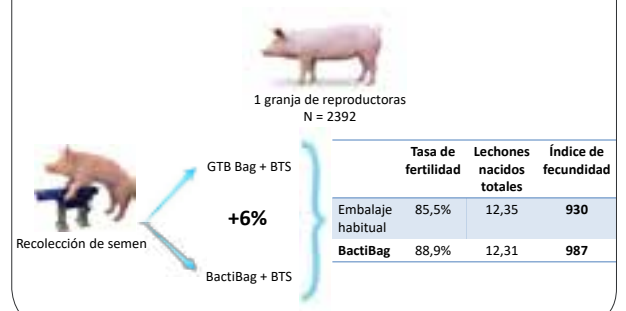 1 granja de reproductoras
N = 2392
GTB Bag + BTS
+6%
Recolección de semen
BactiBag + BTS
Tasa de fertilidad Lechones nacidos totales Índice de fecundidad
Embalaje habitual 85,5% 12,35 930
BactiBag 88,9% 12,31 987